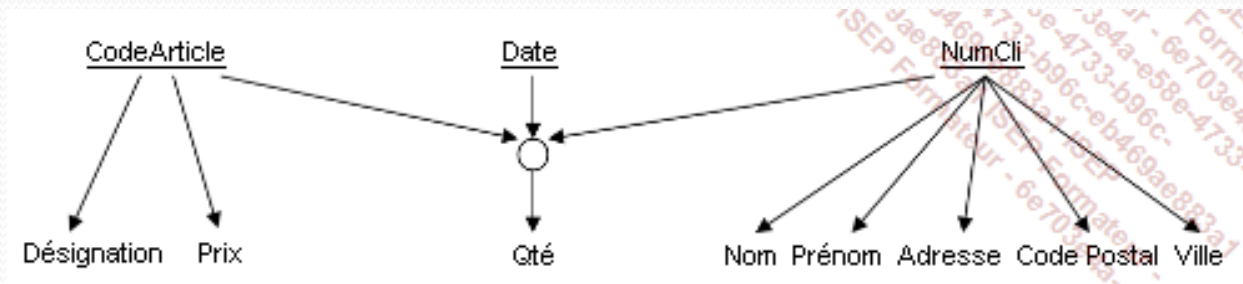 CodeArticle Date NumCli
Désignation Prix Qté Nom Prénom Adresse Code Postal Ville